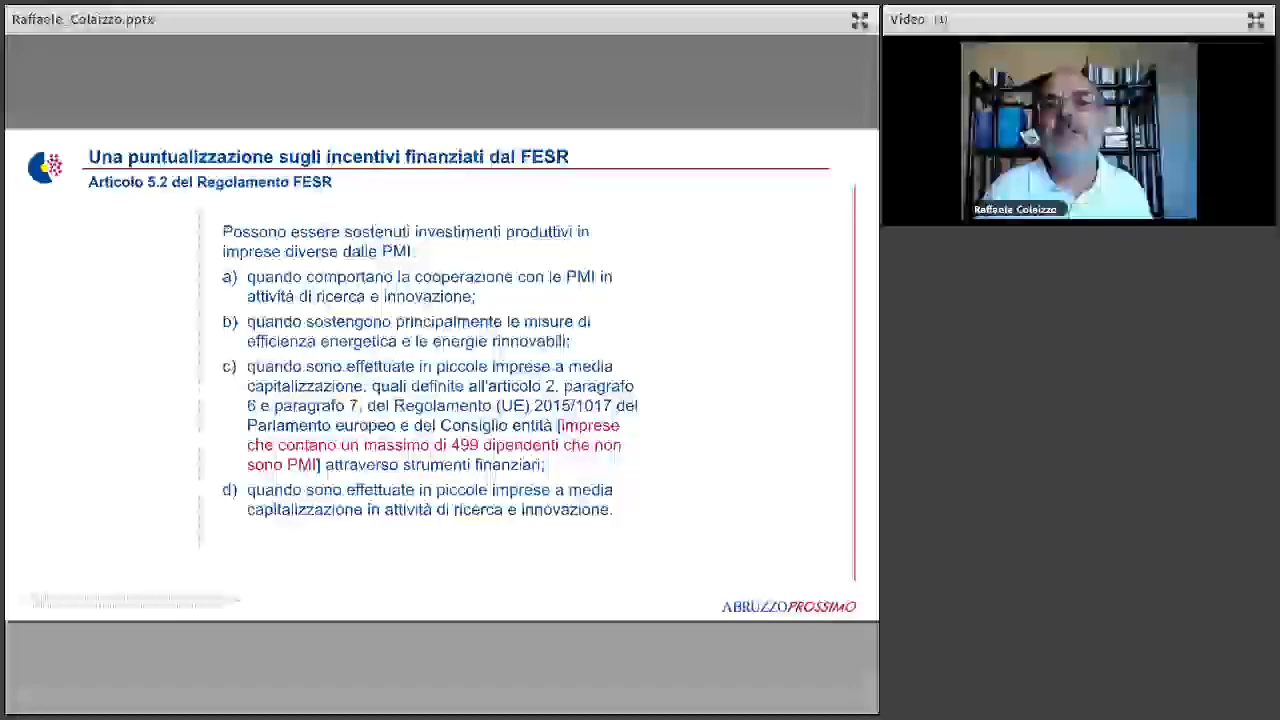 Raffaele_Colaizzo.pptx
Video (1)
Una puntualizzazione sugli incentivi finanziati dal FESR
Articolo 5.2 del Regolamento FESR
Possono essere sostenuti investimenti produttivi in
imprese diverse dalle PMI:
a) quando comportano la cooperazione con le PMI in
attività di ricerca e innovazione;
b) quando sostengono principalmente le misure di
efficienza energetica e le energie rinnovabili;
c) quando sono effettuate in piccole imprese a media
capitalizzazione, quali definite all'articolo 2, paragrafo
6 e paragrafo 7, del Regolamento (UE) 2015/1017 del
Parlamento europeo e del Consiglio entità [imprese
che contano un massimo di 499 dipendenti che non
sono PMI] attraverso strumenti finanziari;
d) quando sono effettuate in piccole imprese a media
capitalizzazione in attività di ricerca e innovazione.
ABRUZZOPROSSIMO
Raffaele Colaizzo